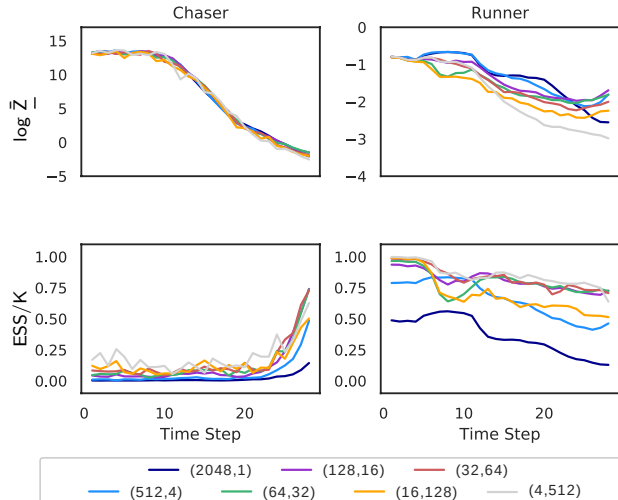 Chaser Runner
15
10
5
0
−5
log Z̄
0
−1
−2
−3
−4
1.00
0.75
0.50
0.25
0.00
ESS/K
0 10 20
Time Step
1.00
0.75
0.50
0.25
0.00
0 10 20
Time Step
(2048,1) (128,16) (32,64)
(512,4) (64,32) (16,128) (4,512)